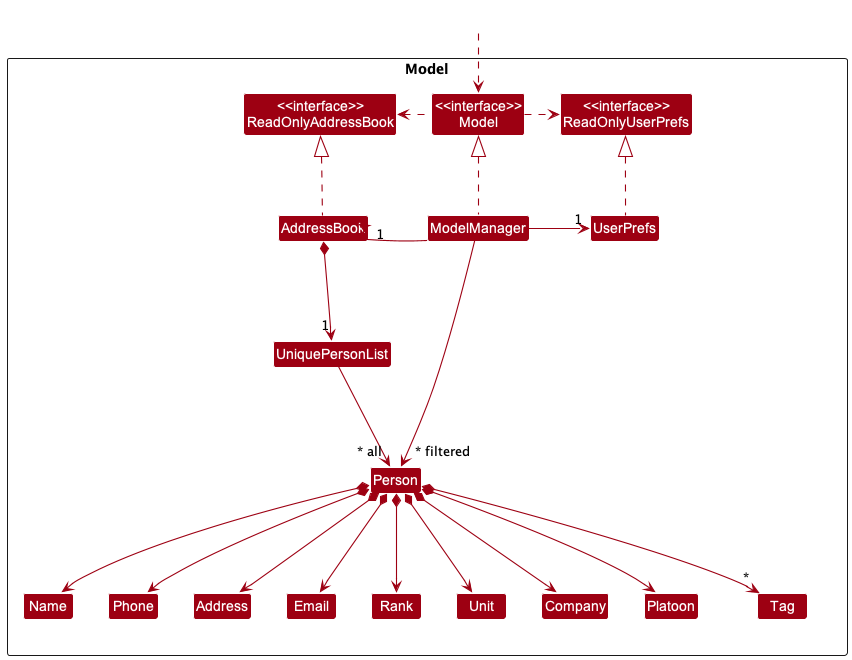 Model
<<interface>>
ReadOnlyAddressBook
<<interface>>
Model
<<interface>>
ReadOnlyUserPrefs
AddressBook
1
ModelManager
1
UserPrefs
1
UniquePersonList
* all
* filtered
Person
*
Name
Phone
Address
Email
Rank
Unit
Company
Platoon
Tag